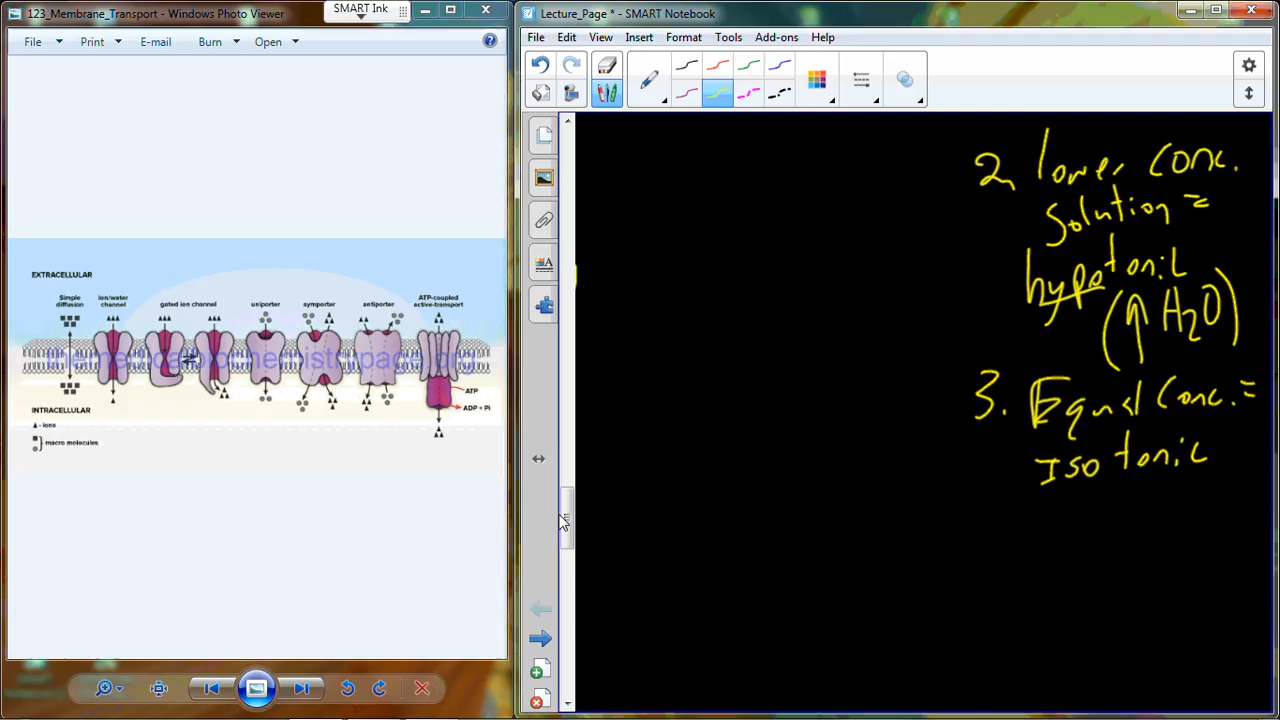 123_Membrane_Transport - Windows Photo Viewer
SMART Ink
File Print E-mail Burn Open
EXTRACELLULAR
Simple diffusion
ion/water channel
gated ion channel
uniporter
symporter
antiporter
ATP-coupled active-transport
themedicalbiochemistrypage.org
ATP
ADP + Pi
INTRACELLULAR
- ions
macro molecules
Lecture_Page * - SMART Notebook
File Edit View Insert Format Tools Add-ons Help
2, lower conc.
Solution =
hypotonic
(↑ H2O)
3. Equal Conc. =
Isotonic